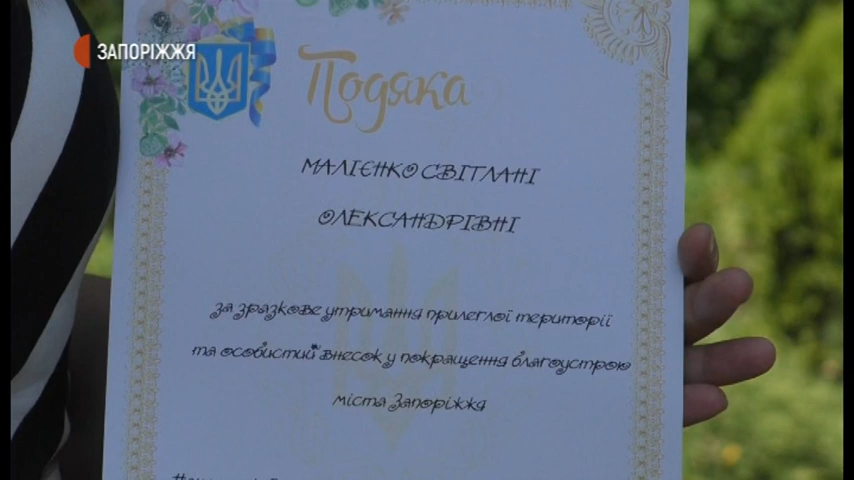 ЗАПОРІЖЖЯ
Подяка
МАЛІЄНКО СВІТЛАНІ
ОЛЕКСАНДРІВНІ
за зразкове утримання прилеглої території
та особистий внесок у покращення благоустрою
міста Запоріжжя